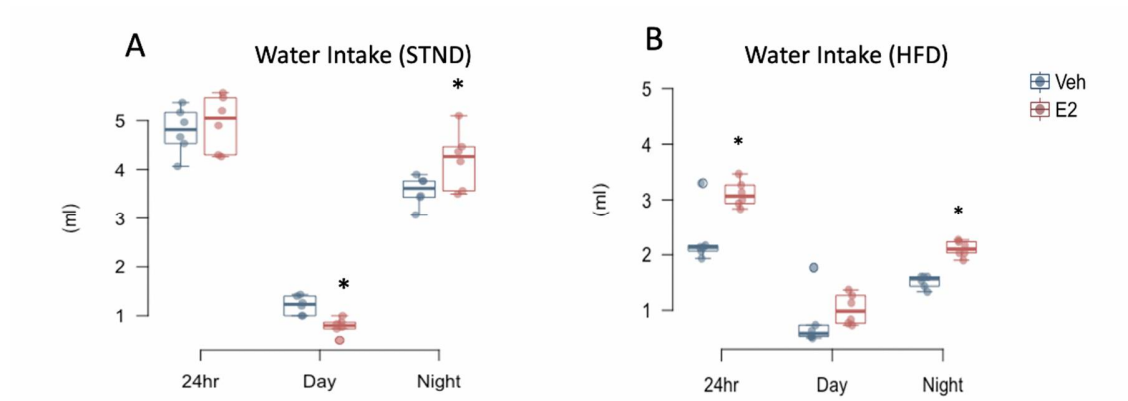 A
Water Intake (STND)
*
5
4
3
2
1
(ml)
*
24hr
Day
Night
B
Water Intake (HFD)
5
4
3
2
1
(ml)
*
*
24hr
Day
Night
Veh
E2